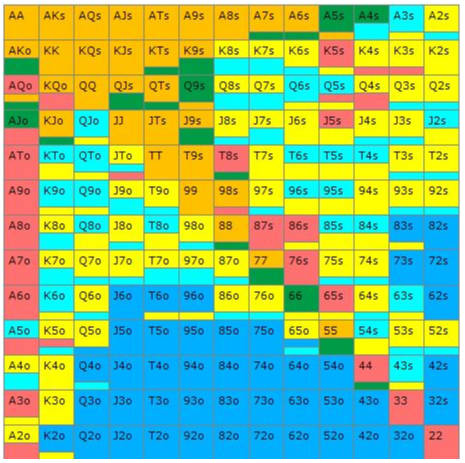 AA AKs AQs AJs ATs A9s A8s A7s A6s A5s A4s A3s A2s
AKo KK KQs KJs KTs K9s K8s K7s K6s K5s K4s K3s K2s
AQo KQo QQ QJs QTs Q9s Q8s Q7s Q6s Q5s Q4s Q3s Q2s
AJo KJo QJo JJ JTs J9s J8s J7s J6s J5s J4s J3s J2s
ATo KTo QTo JTo TT T9s T8s T7s T6s T5s T4s T3s T2s
A9o K9o Q9o J9o T9o 99 98s 97s 96s 95s 94s 93s 92s
A8o K8o Q8o J8o T8o 98o 88 87s 86s 85s 84s 83s 82s
A7o K7o Q7o J7o T7o 97o 87o 77 76s 75s 74s 73s 72s
A6o K6o Q6o J6o T6o 96o 86o 76o 66 65s 64s 63s 62s
A5o K5o Q5o J5o T5o 95o 85o 75o 65o 55 54s 53s 52s
A4o K4o Q4o J4o T4o 94o 84o 74o 64o 54o 44 43s 42s
A3o K3o Q3o J3o T3o 93o 83o 73o 63o 53o 43o 33 32s
A2o K2o Q2o J2o T2o 92o 82o 72o 62o 52o 42o 32o 22